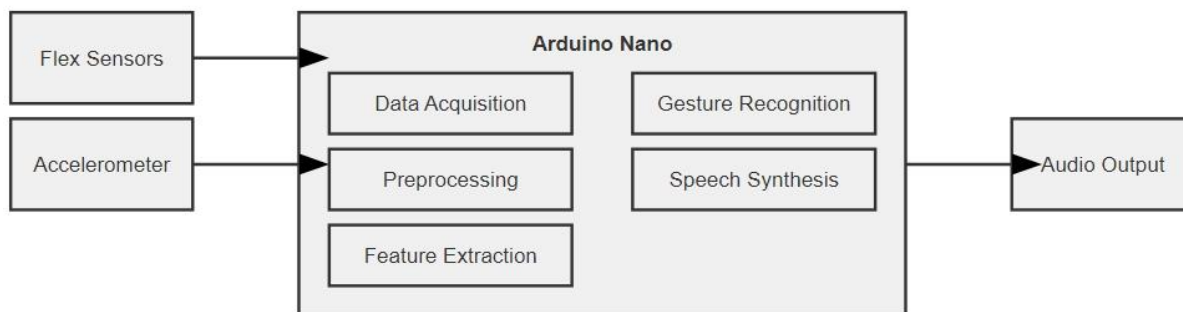 Flex Sensors
Accelerometer
Arduino Nano
Data Acquisition
Preprocessing
Feature Extraction
Gesture Recognition
Speech Synthesis
Audio Output